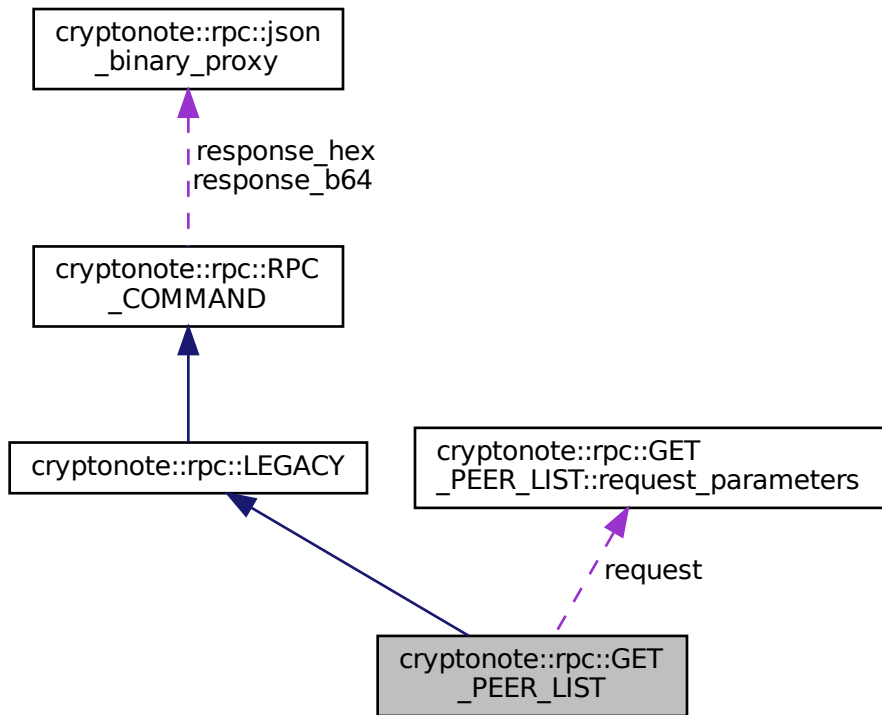 cryptonote::rpc::json
_binary_proxy
response_hex
response_b64
cryptonote::rpc::RPC
_COMMAND
cryptonote::rpc::LEGACY
cryptonote::rpc::GET
_PEER_LIST::request_parameters
request
cryptonote::rpc::GET
_PEER_LIST